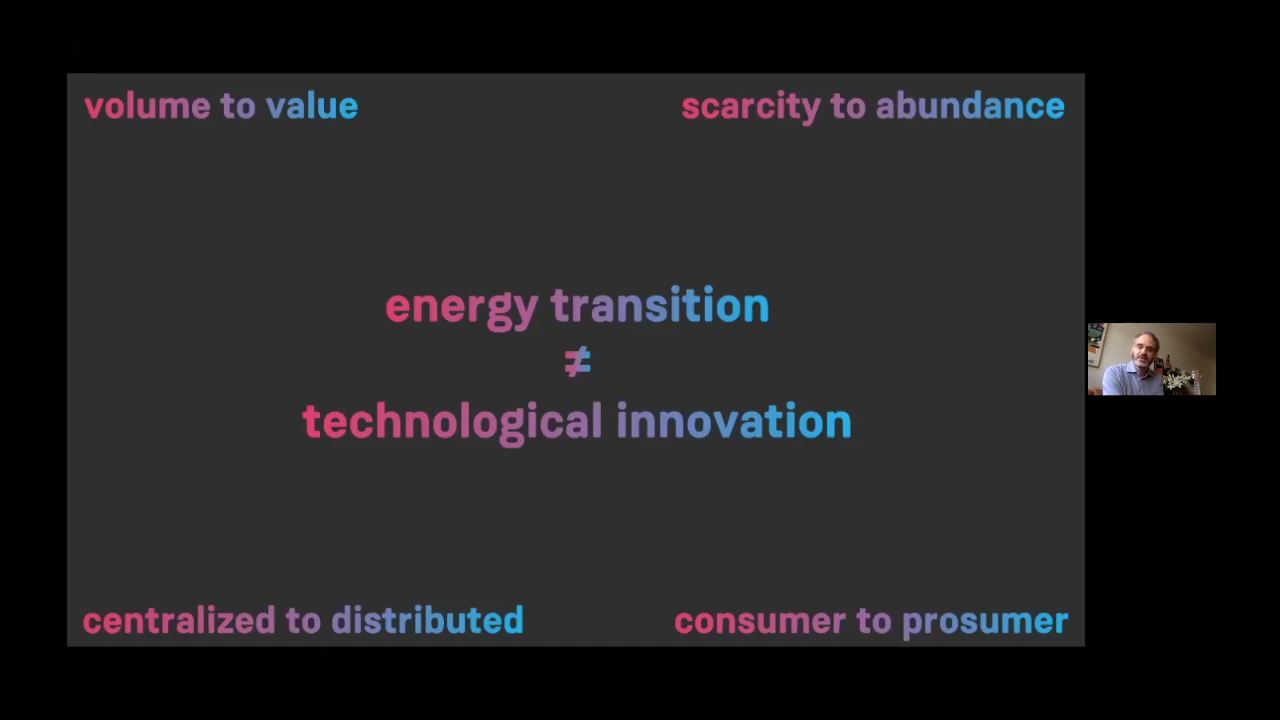 volume to value
scarcity to abundance
energy transition
≠
technological innovation
centralized to distributed
consumer to prosumer